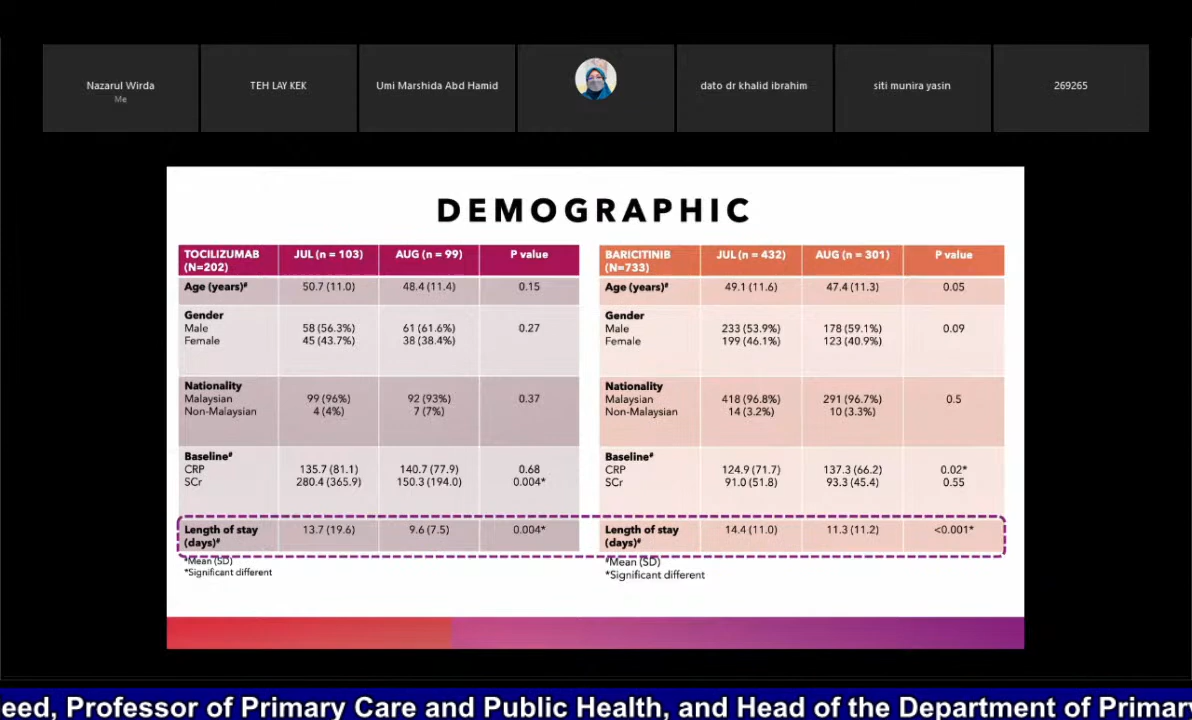 Nazarul Wirda
Me
TEH LAY KEK
Umi Marshida Abd Hamid
dato dr khalid ibrahim
siti munira yasin
269265
DEMOGRAPHIC
TOCILIZUMAB (N=202) JUL (n = 103) AUG (n = 99) P value
Age (years)# 50.7 (11.0) 48.4 (11.4) 0.15
Gender
Male 58 (56.3%) 61 (61.6%) 0.27
Female 45 (43.7%) 38 (38.4%)
Nationality
Malaysian 99 (96%) 92 (93%) 0.37
Non-Malaysian 4 (4%) 7 (7%)
Baseline#
CRP 135.7 (81.1) 140.7 (77.9) 0.68
SCr 280.4 (365.9) 150.3 (194.0) 0.004*
Length of stay (days)# 13.7 (19.6) 9.6 (7.5) 0.004*
#Mean (SD)
*Significant different
BARICITINIB (N=733) JUL (n = 432) AUG (n = 301) P value
Age (years)# 49.1 (11.6) 47.4 (11.3) 0.05
Gender
Male 233 (53.9%) 178 (59.1%) 0.09
Female 199 (46.1%) 123 (40.9%)
Nationality
Malaysian 418 (96.8%) 291 (96.7%) 0.5
Non-Malaysian 14 (3.2%) 10 (3.3%)
Baseline#
CRP 124.9 (71.7) 137.3 (66.2) 0.02*
SCr 91.0 (51.8) 93.3 (45.4) 0.55
Length of stay (days)# 14.4 (11.0) 11.3 (11.2) <0.001*
#Mean (SD)
*Significant different
eed, Professor of Primary Care and Public Health, and Head of the Department of Primar